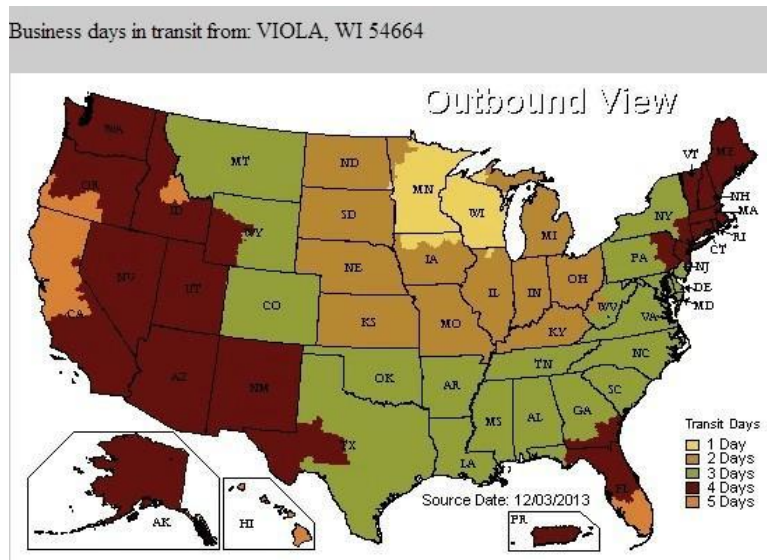 Business days in transit from: VIOLA, WI 54664
Outbound View
WA
MT
ND
MN
VT
ME
OR
ID
SD
WI
NH
MA
WY
MI
NY
RI
CT
NE
IA
PA
NJ
NV
UT
IL
IN
OH
DE
MD
CO
WV
VA
CA
KS
MO
KY
NC
TN
AZ
NM
OK
AR
SC
MS
AL
GA
TX
LA
Transit Days
1 Day
2 Days
3 Days
4 Days
5 Days
FL
Source Date: 12/03/2013
AK
HI
PR